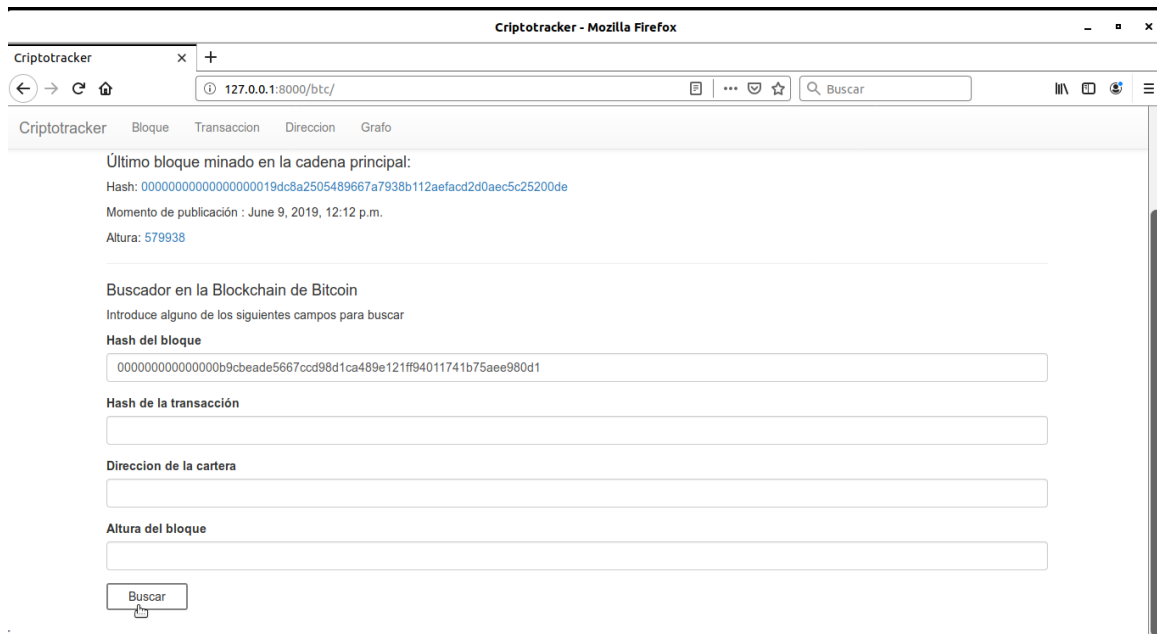 Criptotracker - Mozilla Firefox
Criptotracker
127.0.0.1:8000/btc/
Buscar
Criptotracker Bloque Transaccion Direccion Grafo
Último bloque minado en la cadena principal:
Hash: 00000000000000000019dc8a2505489667a7938b112aefacd2d0aec5c25200de
Momento de publicación : June 9, 2019, 12:12 p.m.
Altura: 579938
Buscador en la Blockchain de Bitcoin
Introduce alguno de los siguientes campos para buscar
Hash del bloque
000000000000000b9cbeade5667ccd98d1ca489e121ff94011741b75aee980d1
Hash de la transacción
Direccion de la cartera
Altura del bloque
Buscar